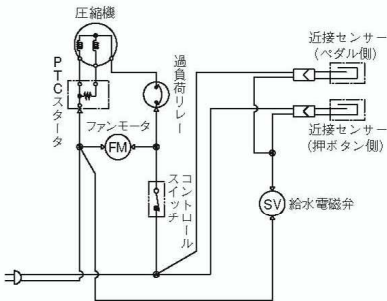 圧縮機
PTCスタータ
過負荷リレー
近接センサー
(ペダル側)
近接センサー
(押ボタン側)
ファンモータ
FM
コントロール
スイッチ
SV
給水電磁弁